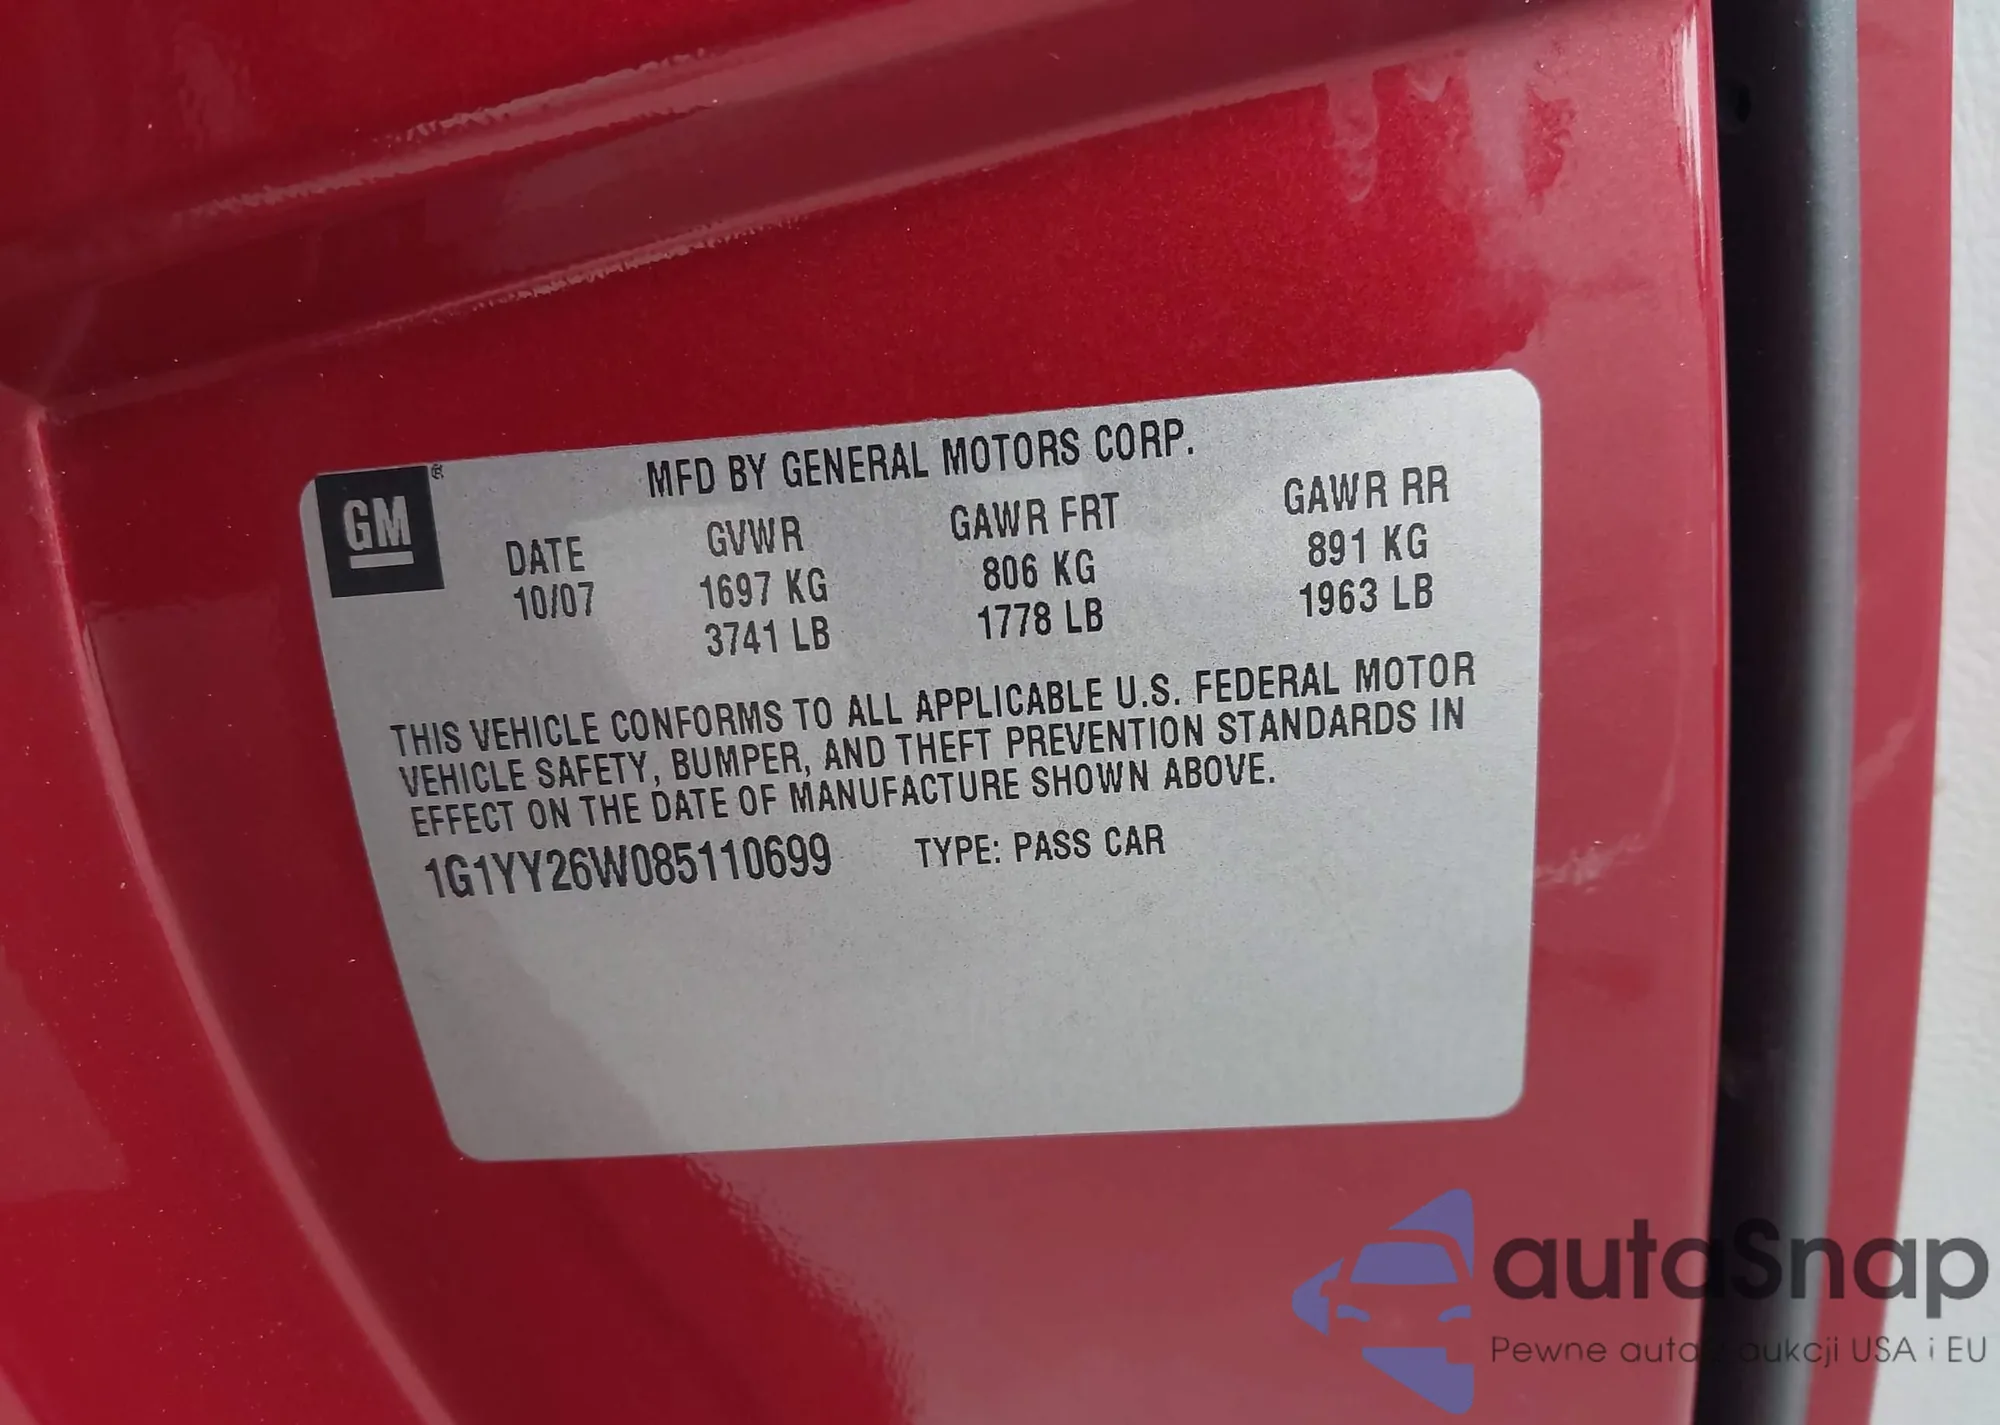 GM®
MFD BY GENERAL MOTORS CORP.
DATE GVWR GAWR FRT GAWR RR
10/07 1697 KG 806 KG 891 KG
3741 LB 1778 LB 1963 LB
THIS VEHICLE CONFORMS TO ALL APPLICABLE U.S. FEDERAL MOTOR
VEHICLE SAFETY, BUMPER, AND THEFT PREVENTION STANDARDS IN
EFFECT ON THE DATE OF MANUFACTURE SHOWN ABOVE.
1G1YY26W085110699 TYPE: PASS CAR
autaSnap
Pewne auta z aukcji USA i EU